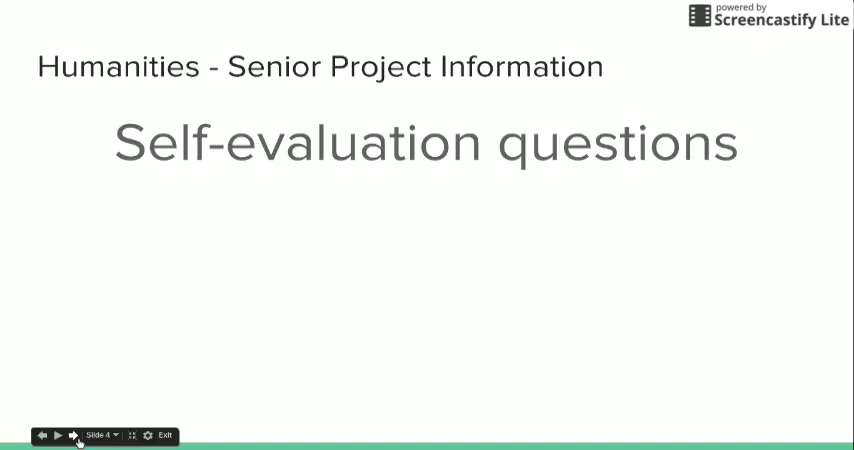 powered by
Screencastify Lite
Humanities - Senior Project Information
Self-evaluation questions
Slide 4
Exit